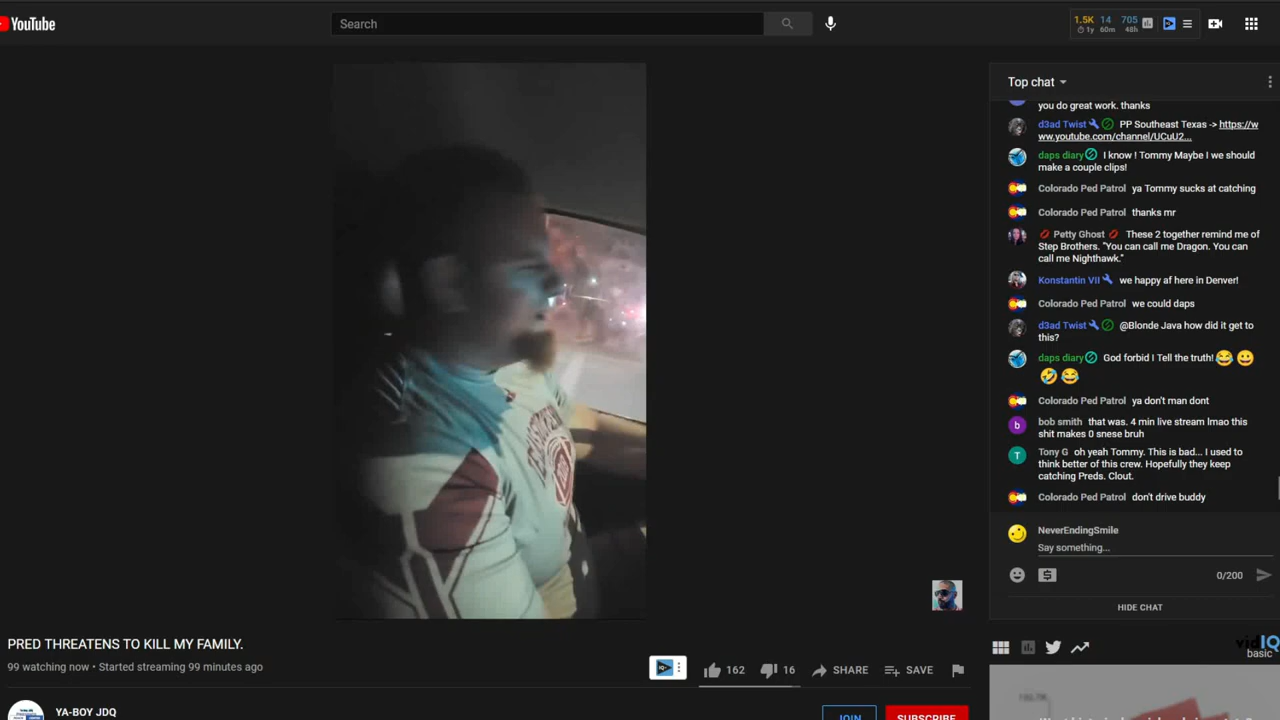 YouTube
Search
1.5K 14 705
1y 60m 48h
Top chat
you do great work. thanks
d3ad Twist PP Southeast Texas -> https://w
ww.youtube.com/channel/UCuU2...
daps diary I know ! Tommy Maybe I we should
make a couple clips!
Colorado Ped Patrol ya Tommy sucks at catching
Colorado Ped Patrol thanks mr
💋 Petty Ghost 💋 These 2 together remind me of
Step Brothers. "You can call me Dragon. You can
call me Nighthawk."
Konstantin VII we happy af here in Denver!
Colorado Ped Patrol we could daps
d3ad Twist @Blonde Java how did it get to
this?
daps diary God forbid I Tell the truth! 😂 😀
🤣 😂
Colorado Ped Patrol ya don't man dont
b bob smith that was. 4 min live stream lmao this
shit makes 0 snese bruh
T Tony G oh yeah Tommy. This is bad... I used to
think better of this crew. Hopefully they keep
catching Preds. Clout.
Colorado Ped Patrol don't drive buddy
NeverEndingSmile
Say something...
0/200
HIDE CHAT
PRED THREATENS TO KILL MY FAMILY.
99 watching now • Started streaming 99 minutes ago
162 16 SHARE SAVE
vidIQ
basic
YA-BOY JDQ
JOIN SUBSCRIBE